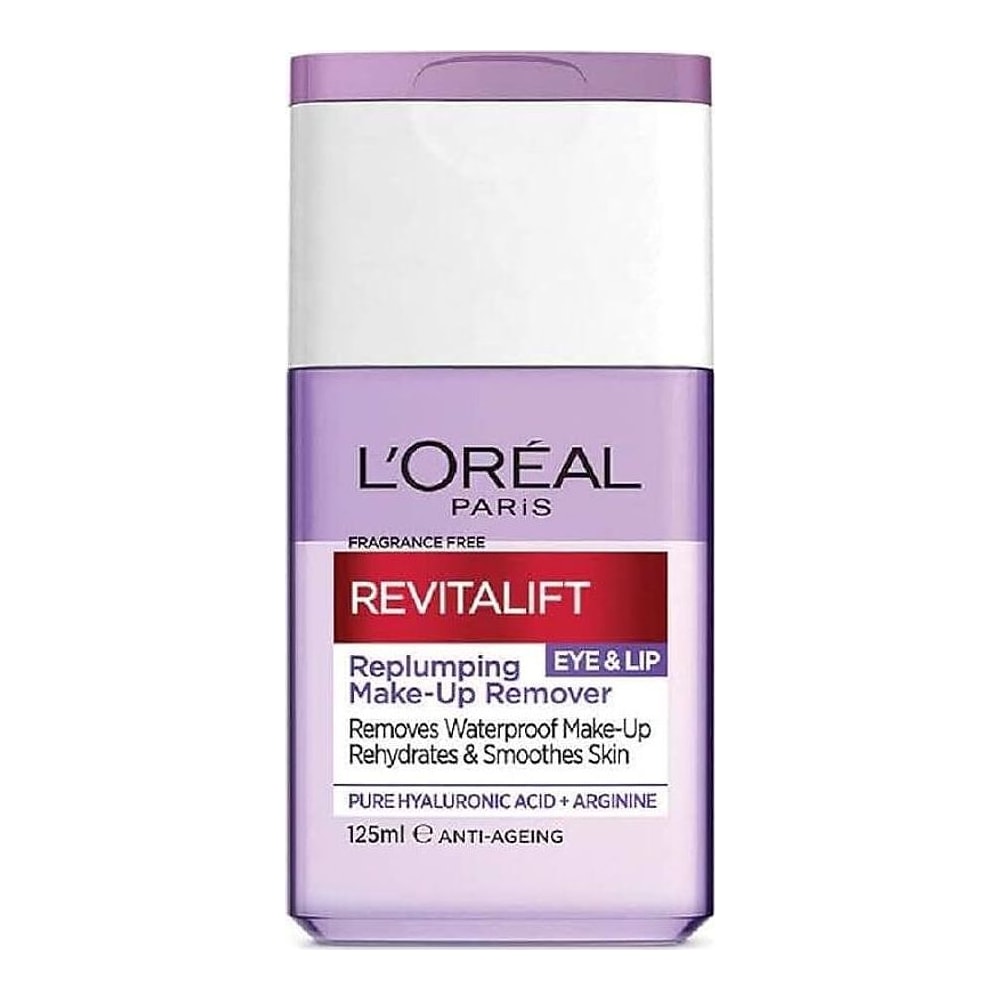 L'ORÉAL
PARiS
FRAGRANCE FREE
REVITALIFT
EYE & LIP
Replumping
Make-Up Remover
Removes Waterproof Make-Up
Rehydrates & Smoothes Skin
PURE HYALURONIC ACID + ARGININE
125ml ℮ ANTI-AGEING